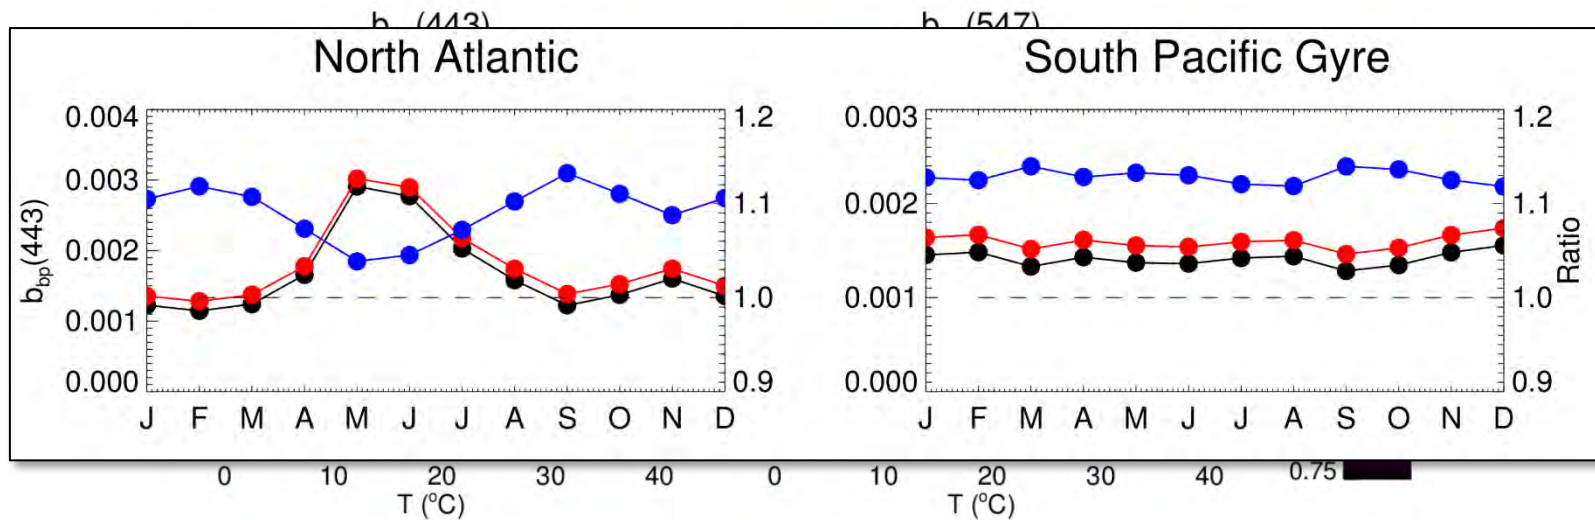 b (443) b (547)
North Atlantic South Pacific Gyre
0.004 1.2 0.003 1.2
0.003 1.1 0.002 1.1
0.002
0.001 1.0 0.001 1.0
0.000 0.9 0.000 0.9
b_bp(443)
Ratio
J F M A M J J A S O N D J F M A M J J A S O N D
0 10 20 30 40 0 10 20 30 40 0.75
T (°C) T (°C)